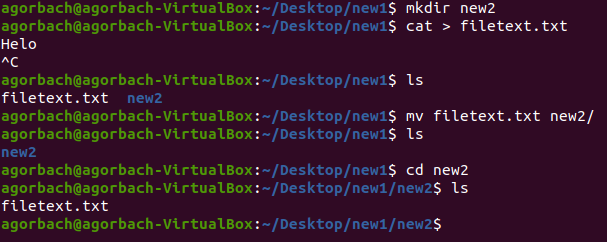 agorbach@agorbach-VirtualBox:~/Desktop/new1$ mkdir new2
agorbach@agorbach-VirtualBox:~/Desktop/new1$ cat > filetext.txt
Helo
^C
agorbach@agorbach-VirtualBox:~/Desktop/new1$ ls
filetext.txt  new2
agorbach@agorbach-VirtualBox:~/Desktop/new1$ mv filetext.txt new2/
agorbach@agorbach-VirtualBox:~/Desktop/new1$ ls
new2
agorbach@agorbach-VirtualBox:~/Desktop/new1$ cd new2
agorbach@agorbach-VirtualBox:~/Desktop/new1/new2$ ls
filetext.txt
agorbach@agorbach-VirtualBox:~/Desktop/new1/new2$